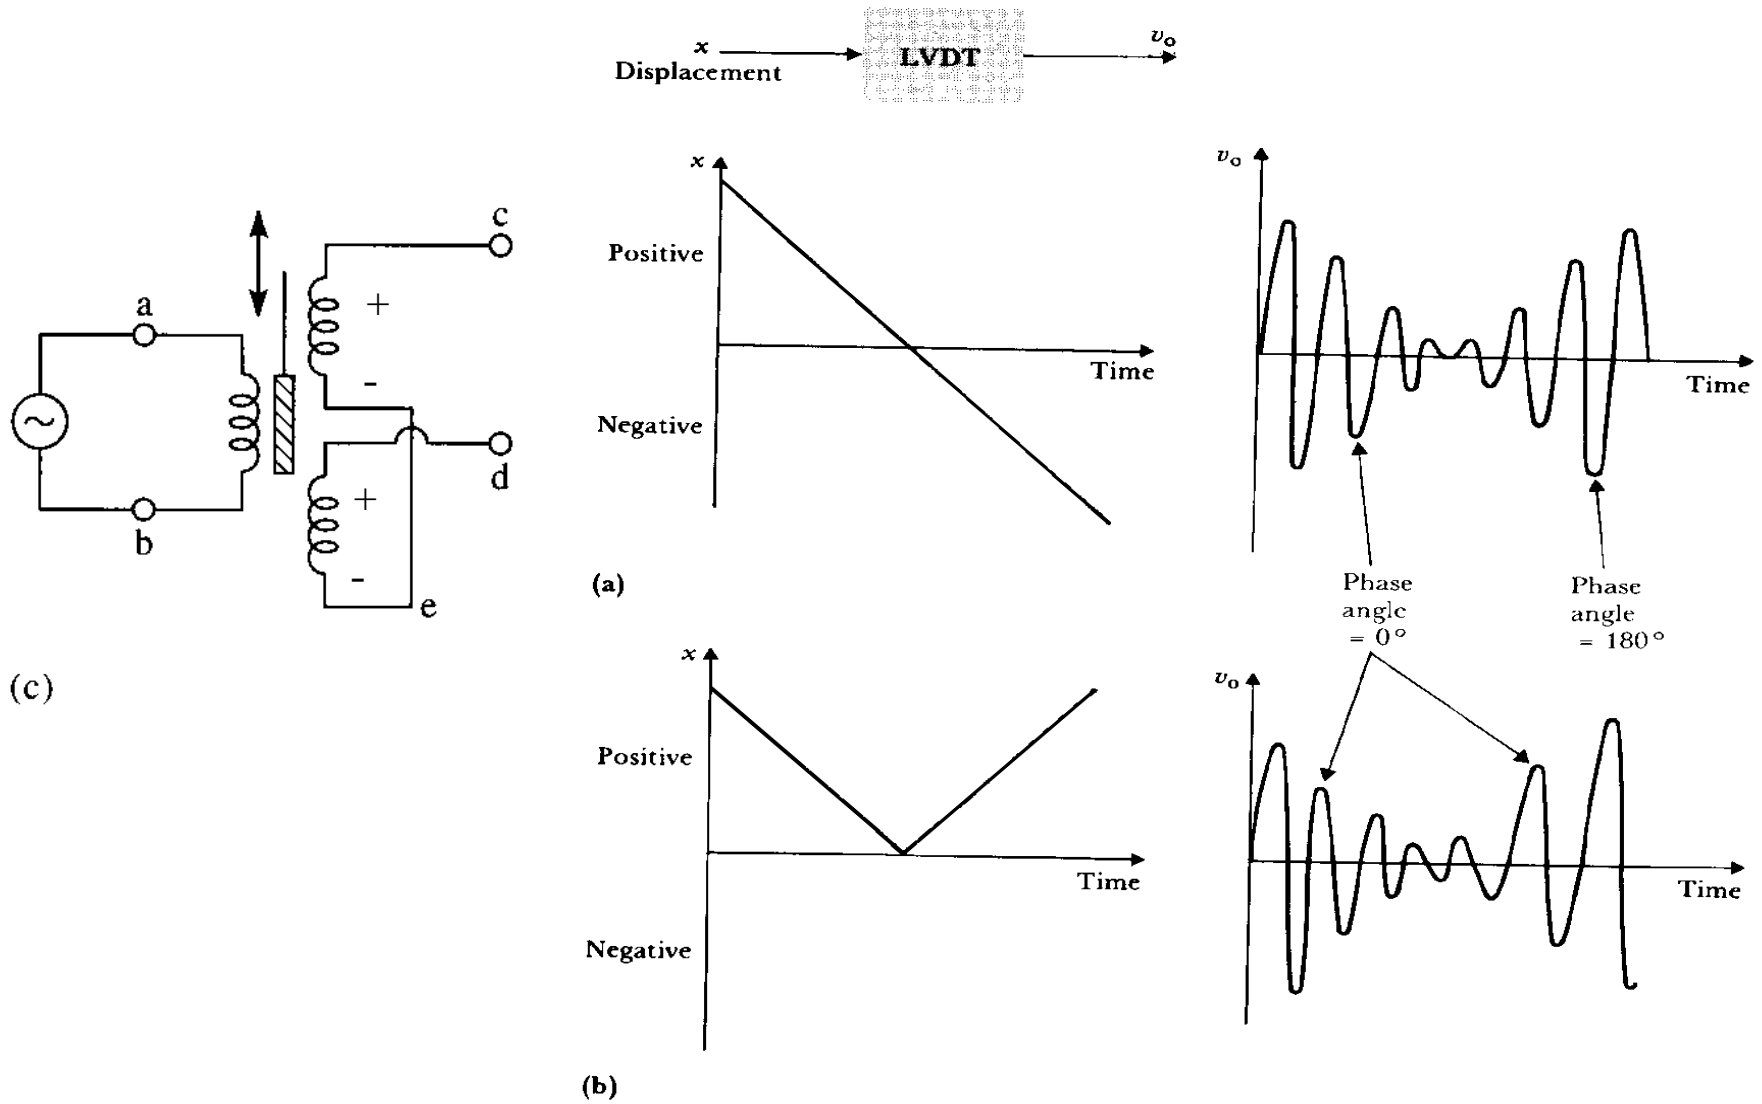 x
Displacement
LVDT
vo
c
a
+
-
b
d
+
-
e
(c)
x
Positive
Time
Negative
(a)
vo
Time
Phase
angle
= 0°
Phase
angle
= 180°
x
Positive
Time
Negative
(b)
vo
Time